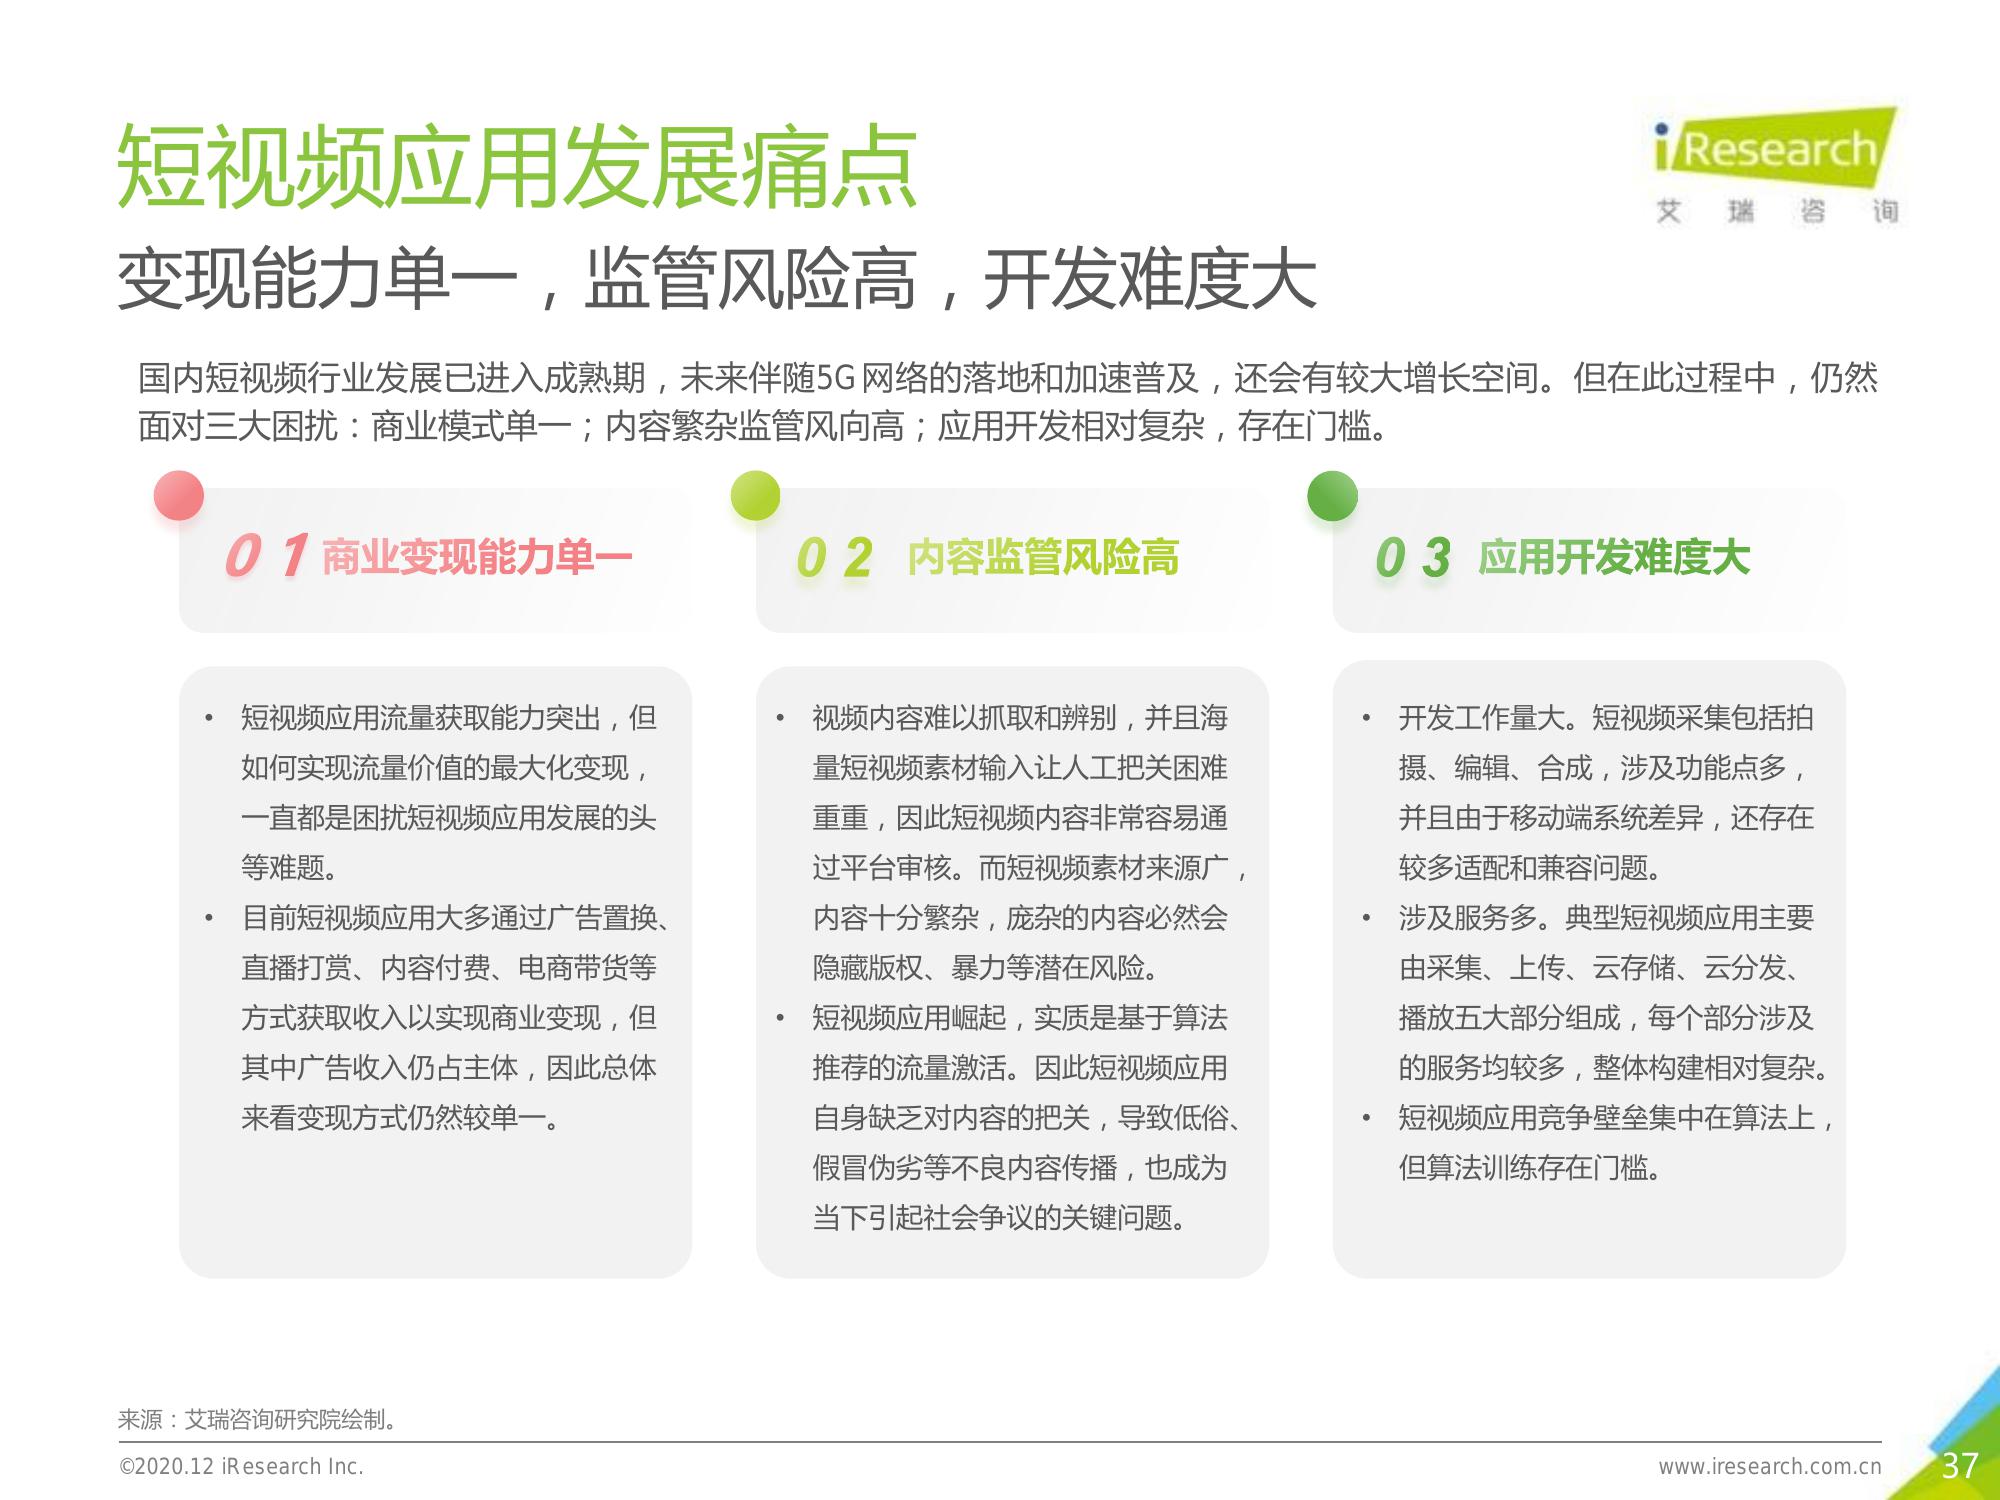 短视频应用发展痛点
iResearch
艾瑞咨询
变现能力单一，监管风险高，开发难度大
国内短视频行业发展已进入成熟期，未来伴随5G网络的落地和加速普及，还会有较大增长空间。但在此过程中，仍然
面对三大困扰：商业模式单一；内容繁杂监管风向高；应用开发相对复杂，存在门槛。
01 商业变现能力单一
短视频应用流量获取能力突出，但
如何实现流量价值的最大化变现，
一直都是困扰短视频应用发展的头
等难题。
目前短视频应用大多通过广告置换、
直播打赏、内容付费、电商带货等
方式获取收入以实现商业变现，但
其中广告收入仍占主体，因此总体
来看变现方式仍然较单一。
02 内容监管风险高
视频内容难以抓取和辨别，并且海
量短视频素材输入让人工把关困难
重重，因此短视频内容非常容易通
过平台审核。而短视频素材来源广，
内容十分繁杂，庞杂的内容必然会
隐藏版权、暴力等潜在风险。
短视频应用崛起，实质是基于算法
推荐的流量激活。因此短视频应用
自身缺乏对内容的把关，导致低俗、
假冒伪劣等不良内容传播，也成为
当下引起社会争议的关键问题。
03 应用开发难度大
开发工作量大。短视频采集包括拍
摄、编辑、合成，涉及功能点多，
并且由于移动端系统差异，还存在
较多适配和兼容问题。
涉及服务多。典型短视频应用主要
由采集、上传、云存储、云分发、
播放五大部分组成，每个部分涉及
的服务均较多，整体构建相对复杂。
短视频应用竞争壁垒集中在算法上，
但算法训练存在门槛。
来源：艾瑞咨询研究院绘制。
©2020.12 iResearch Inc.
www.iresearch.com.cn
37